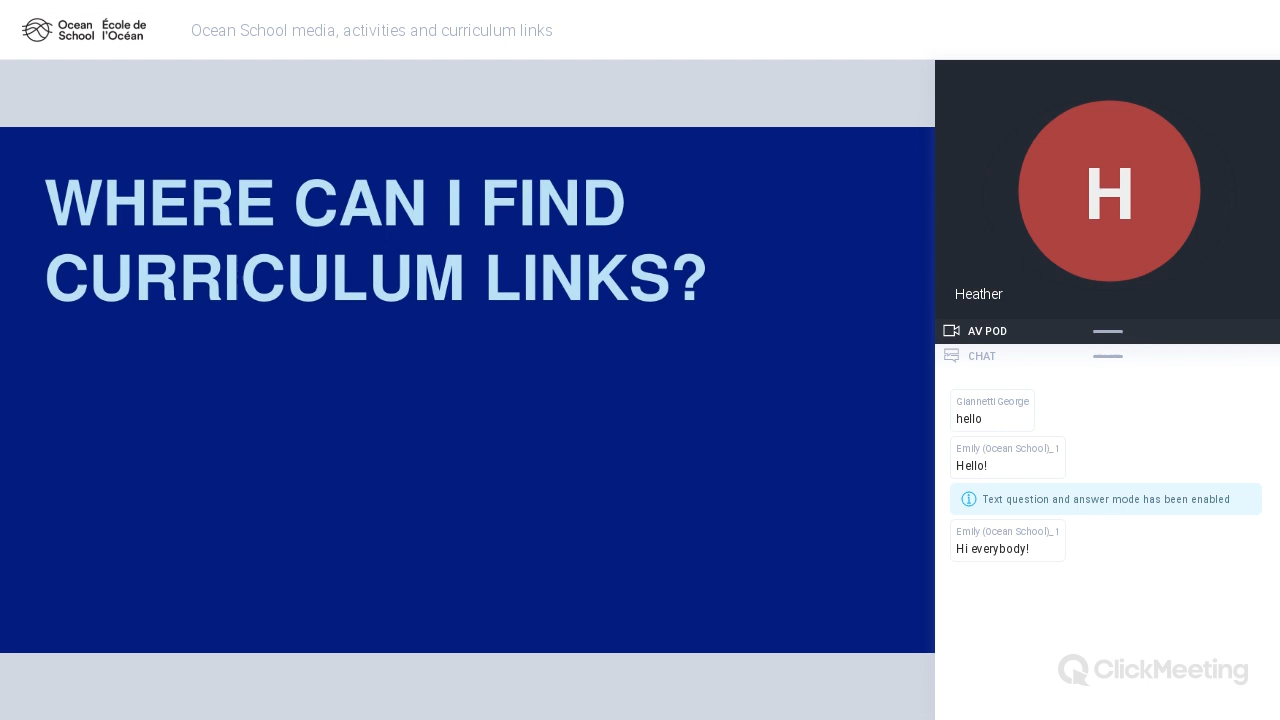 Ocean School
École de l'Océan
Ocean School media, activities and curriculum links
WHERE CAN I FIND
CURRICULUM LINKS?
H
Heather
AV POD
CHAT
Giannetti George
hello
Emily (Ocean School)_1
Hello!
Text question and answer mode has been enabled
Emily (Ocean School)_1
Hi everybody!
ClickMeeting